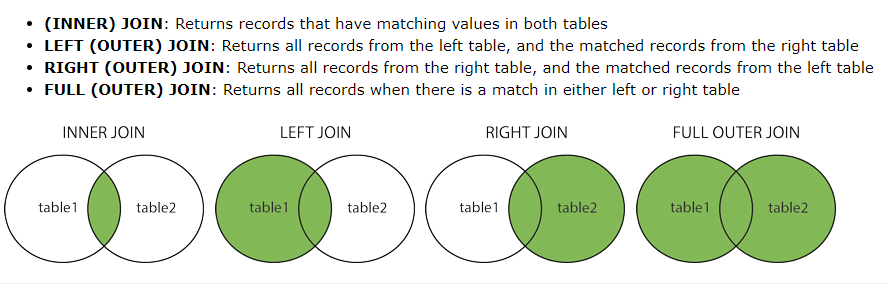 (INNER) JOIN: Returns records that have matching values in both tables
LEFT (OUTER) JOIN: Returns all records from the left table, and the matched records from the right table
RIGHT (OUTER) JOIN: Returns all records from the right table, and the matched records from the left table
FULL (OUTER) JOIN: Returns all records when there is a match in either left or right table
INNER JOIN
table1
table2
LEFT JOIN
table1
table2
RIGHT JOIN
table1
table2
FULL OUTER JOIN
table1
table2